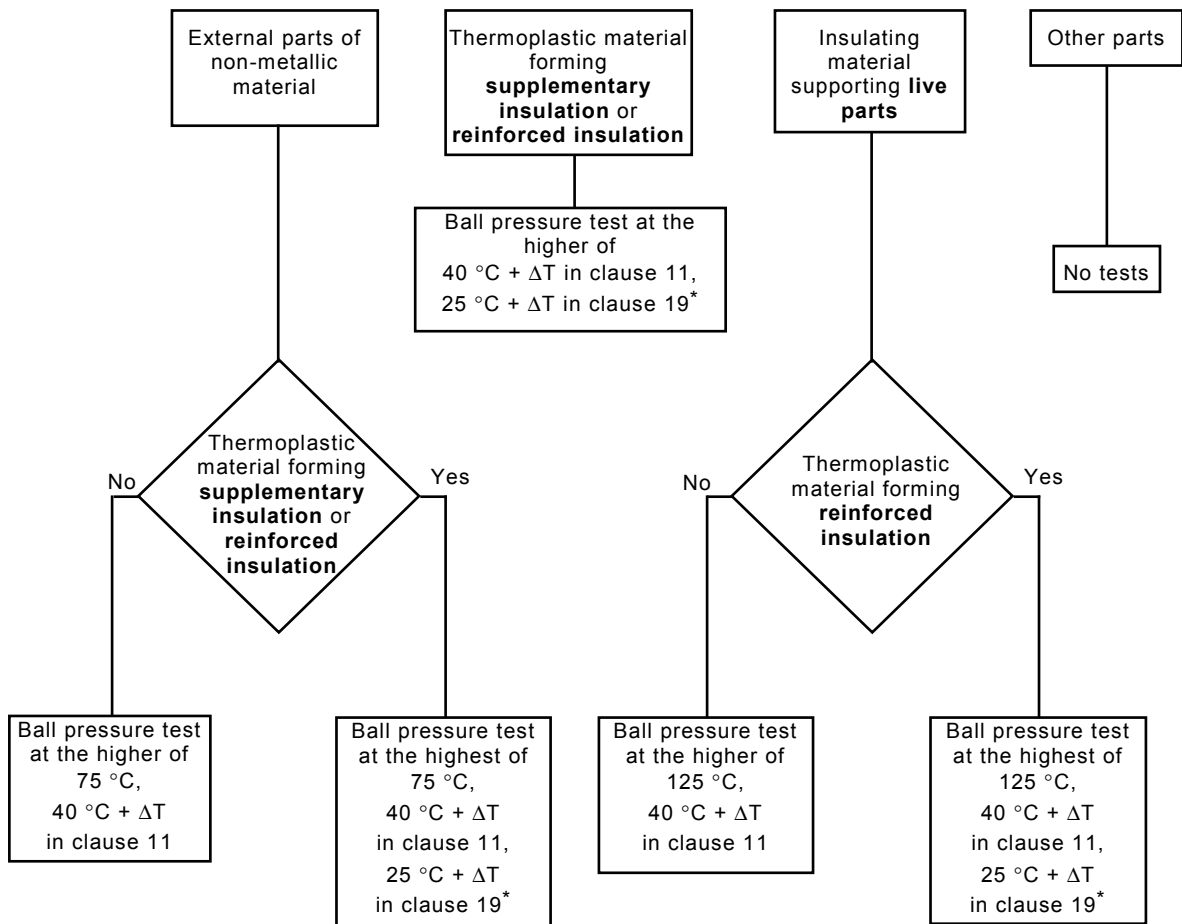 External parts of
non-metallic
material
Thermoplastic material
forming
supplementary
insulation or
reinforced insulation
Insulating
material
supporting live
parts
Other parts
Ball pressure test at the
higher of
40 °C + ΔT in clause 11,
25 °C + ΔT in clause 19*
No tests
Thermoplastic
material forming
supplementary
insulation or
reinforced
insulation
No
Yes
Thermoplastic
material forming
reinforced
insulation
No
Yes
Ball pressure test
at the higher of
75 °C,
40 °C + ΔT
in clause 11
Ball pressure test
at the highest of
75 °C,
40 °C + ΔT
in clause 11,
25 °C + ΔT
in clause 19*
Ball pressure test
at the higher of
125 °C,
40 °C + ΔT
in clause 11
Ball pressure test
at the highest of
125 °C,
40 °C + ΔT
in clause 11,
25 °C + ΔT
in clause 19*